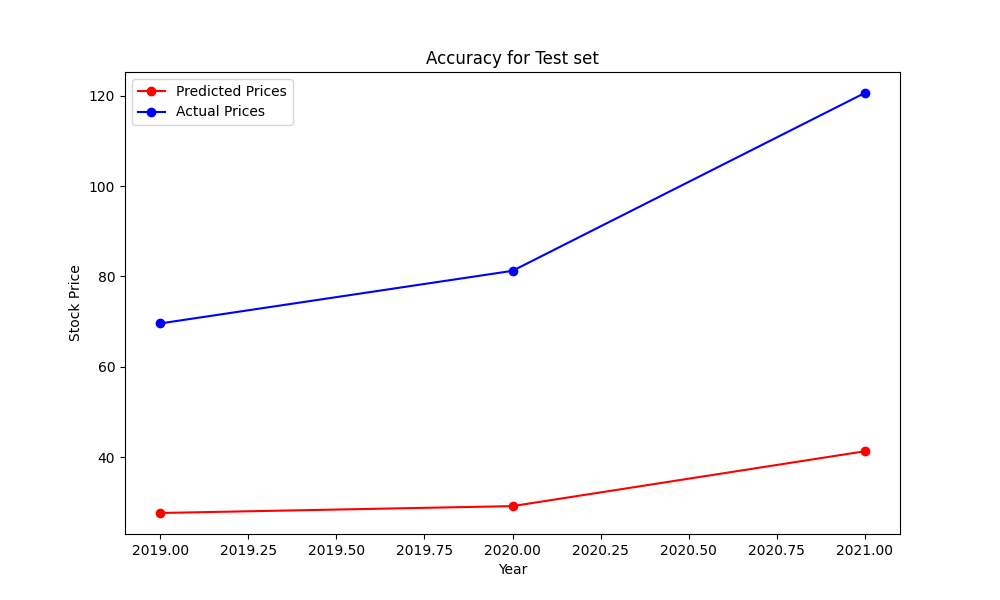 Accuracy for Test set
Predicted Prices
Actual Prices
120
100
80
60
40
Stock Price
2019.00 2019.25 2019.50 2019.75 2020.00 2020.25 2020.50 2020.75 2021.00
Year